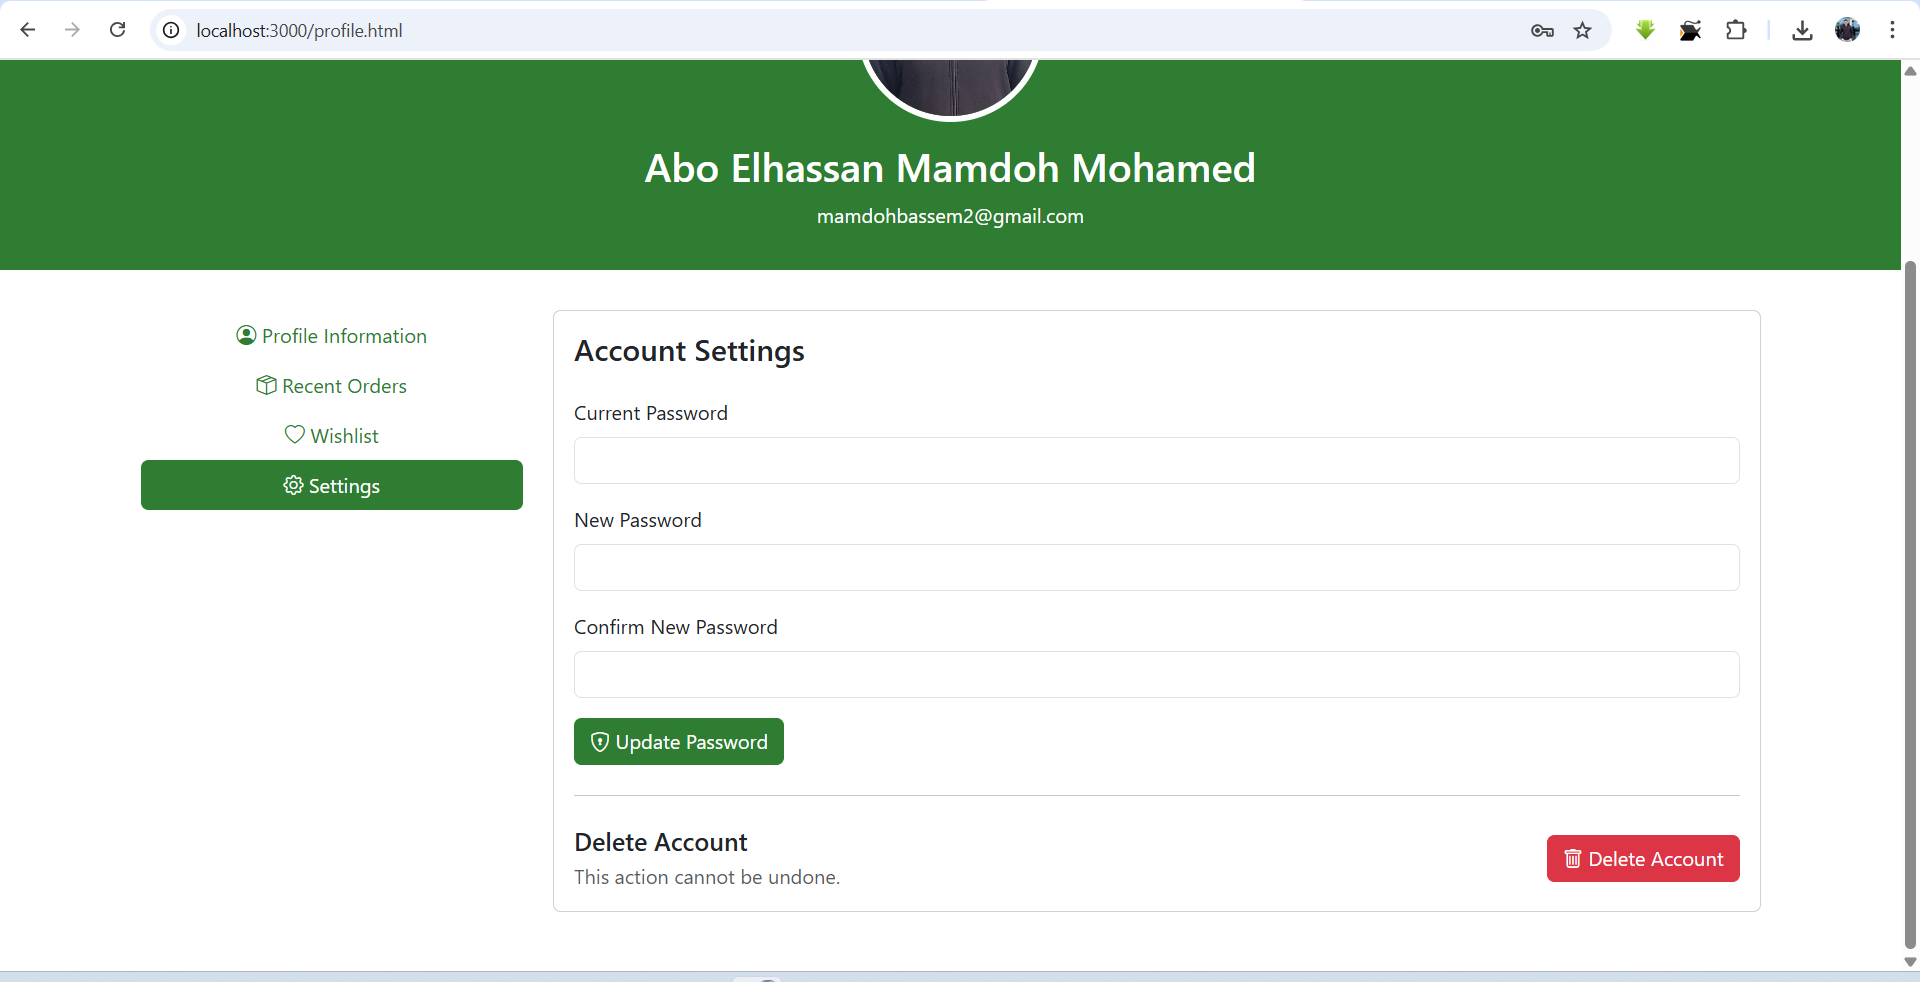 localhost:3000/profile.html
Abo Elhassan Mamdoh Mohamed
mamdohbassem2@gmail.com
Profile Information
Recent Orders
Wishlist
Settings
Account Settings
Current Password
New Password
Confirm New Password
Update Password
Delete Account
This action cannot be undone.
Delete Account